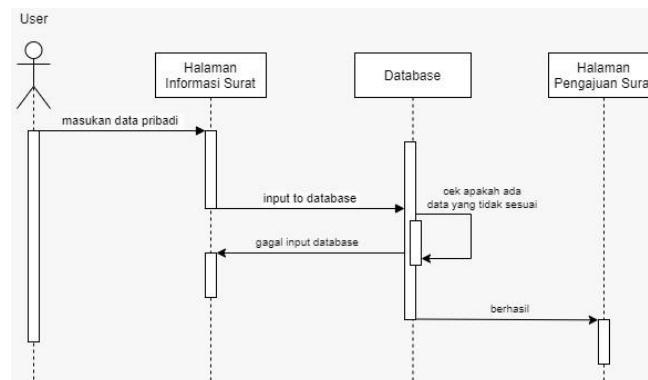 User
Halaman
Informasi Surat
Database
Halaman
Pengajuan Sura
masukan data pribadi
input to database
cek apakah ada
data yang tidak sesuai
gagal input database
berhasil